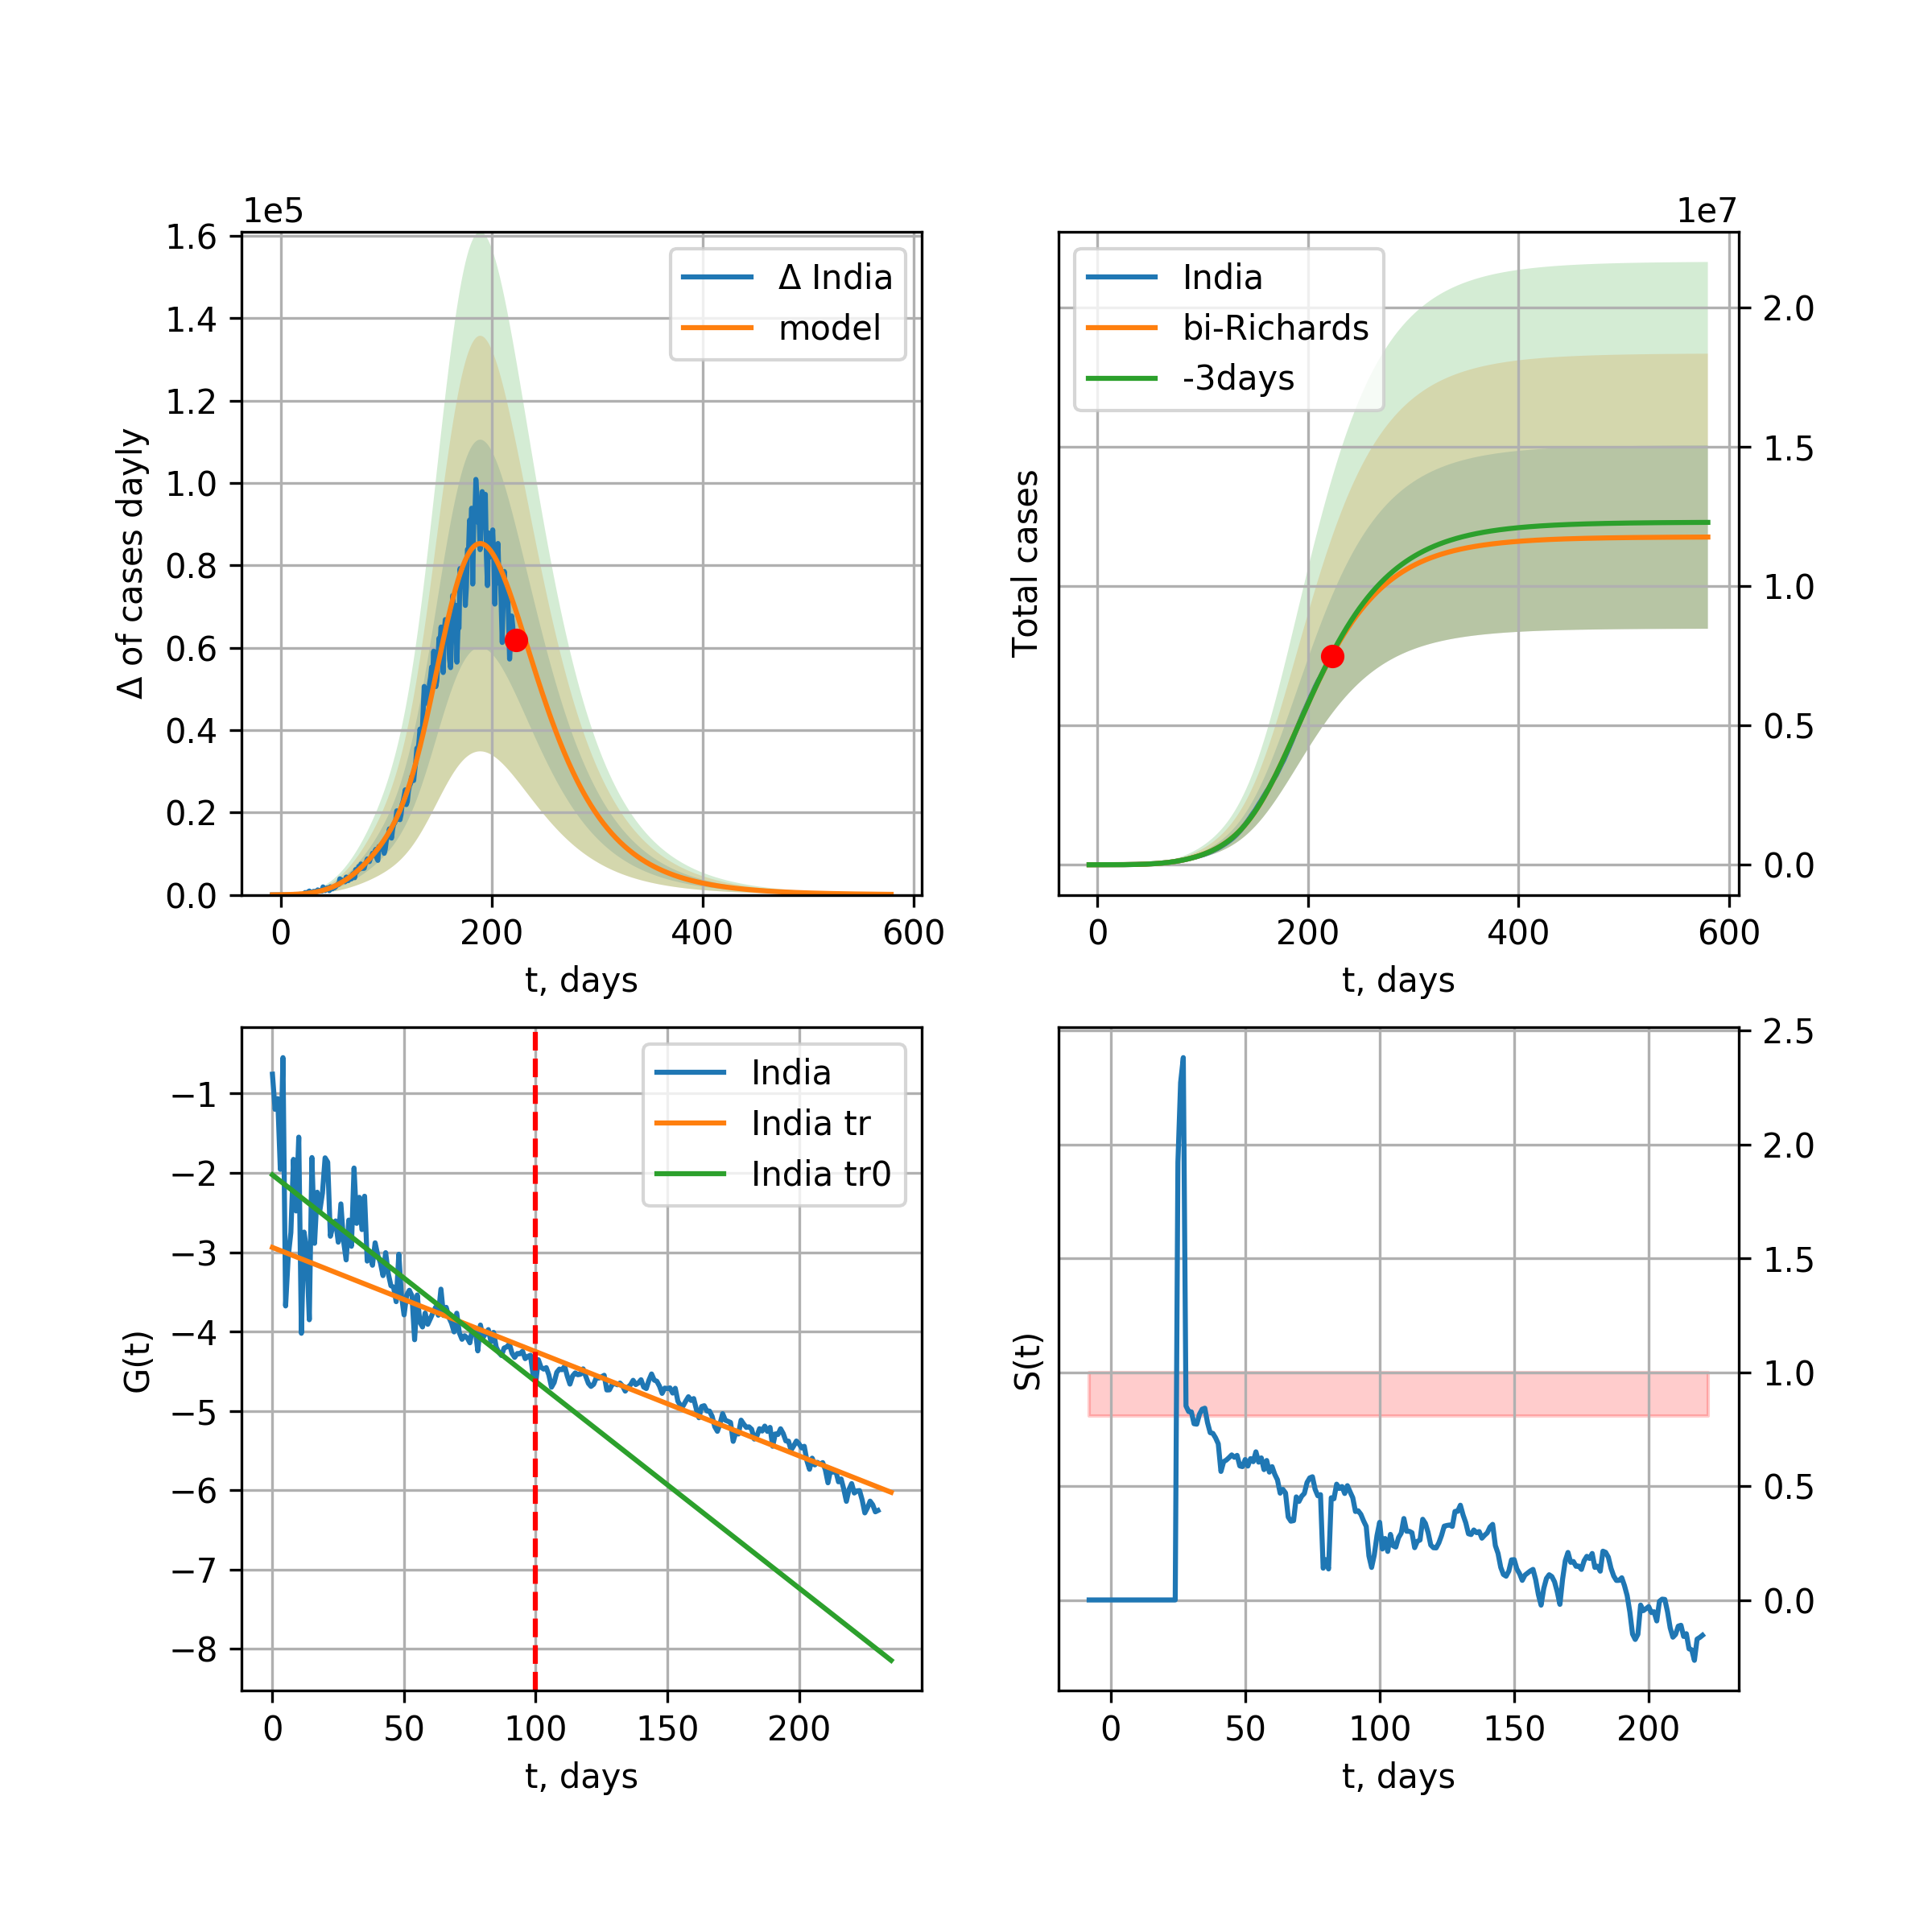 1e5
1.6
1.4
1.2
1.0
0.8
0.6
0.4
0.2
0.0
Δ of cases dayly
Δ India
model
0 200 400 600
t, days
1e7
Total cases
India
bi-Richards
-3days
2.0
1.5
1.0
0.5
0.0
0 200 400 600
t, days
G(t)
−1
−2
−3
−4
−5
−6
−7
−8
India
India tr
India tr0
0 50 100 150 200
t, days
S(t)
2.5
2.0
1.5
1.0
0.5
0.0
0 50 100 150 200
t, days